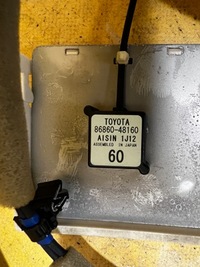 TOYOTA
86860-48160
AISIN 1J12
ASSEMBLED IN JAPAN
60